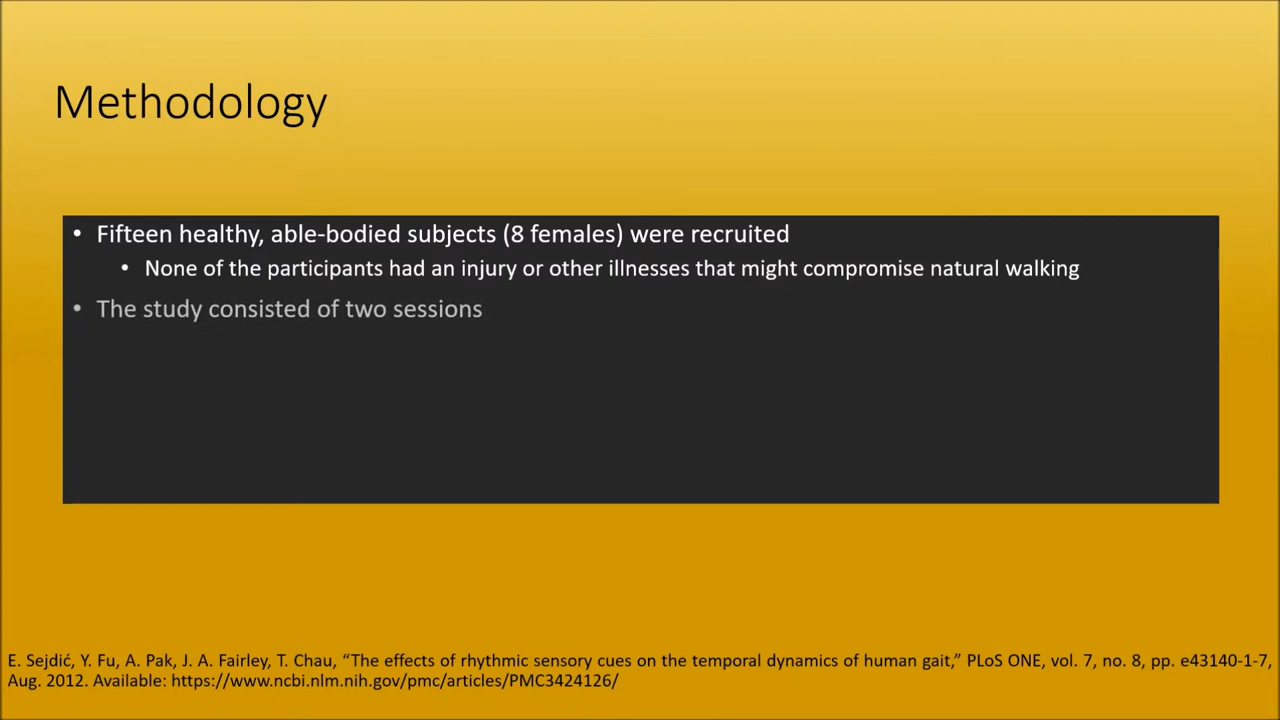 Methodology
• Fifteen healthy, able-bodied subjects (8 females) were recruited
• None of the participants had an injury or other illnesses that might compromise natural walking
• The study consisted of two sessions
E. Sejdić, Y. Fu, A. Pak, J. A. Fairley, T. Chau, “The effects of rhythmic sensory cues on the temporal dynamics of human gait,” PLoS ONE, vol. 7, no. 8, pp. e43140-1-7,
Aug. 2012. Available: https://www.ncbi.nlm.nih.gov/pmc/articles/PMC3424126/